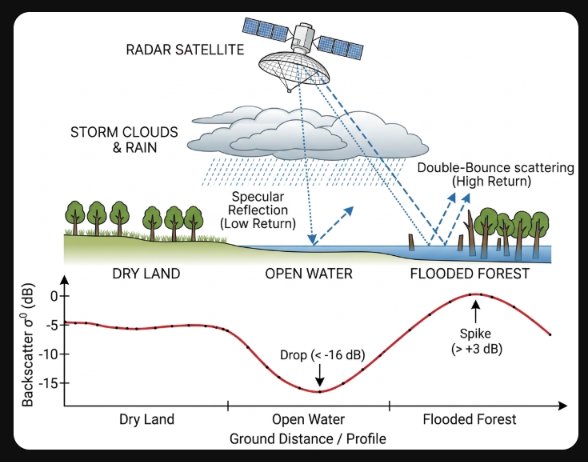 RADAR SATELLITE
STORM CLOUDS
& RAIN
Double-Bounce scattering
(High Return)
Specular
Reflection
(Low Return)
DRY LAND
OPEN WATER
FLOODED FOREST
Backscatter σ⁰ (dB)
0
-5
-10
-15
Drop (< -16 dB)
Spike
(> +3 dB)
Dry Land
Open Water
Flooded Forest
Ground Distance / Profile